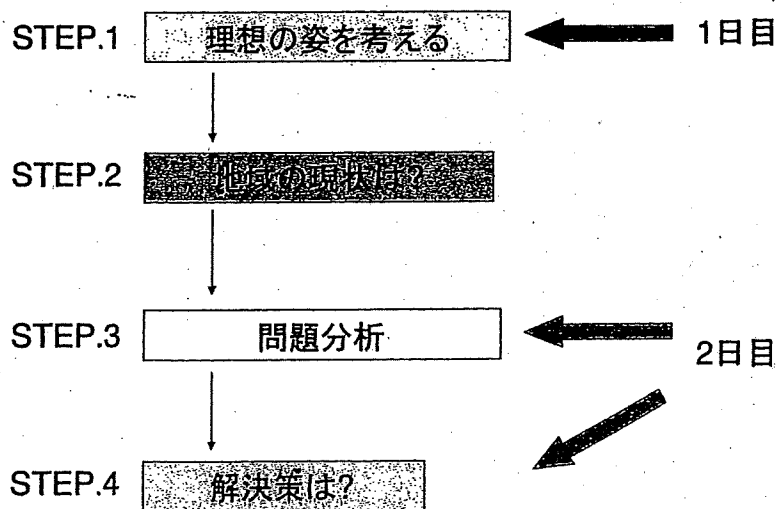 STEP.1 理想の姿を考える 1日目
STEP.2 地域の現状は?
STEP.3 問題分析
2日目
STEP.4 解決策は?